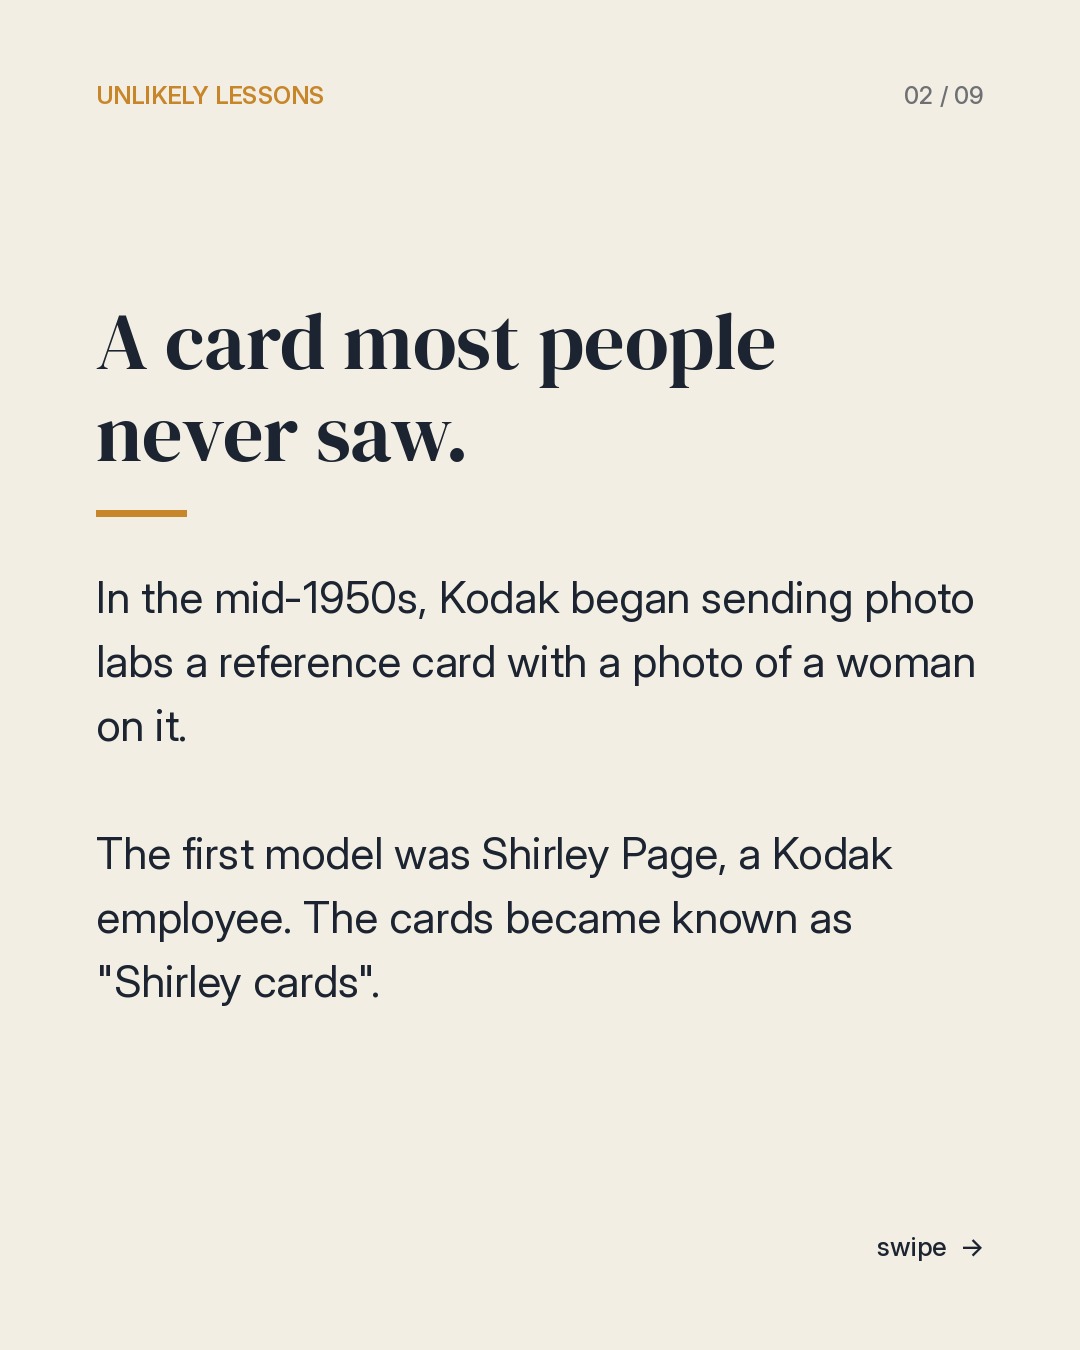 UNLIKELY LESSONS
02 / 09
A card most people
never saw.
In the mid-1950s, Kodak began sending photo
labs a reference card with a photo of a woman
on it.
The first model was Shirley Page, a Kodak
employee. The cards became known as
"Shirley cards".
swipe →